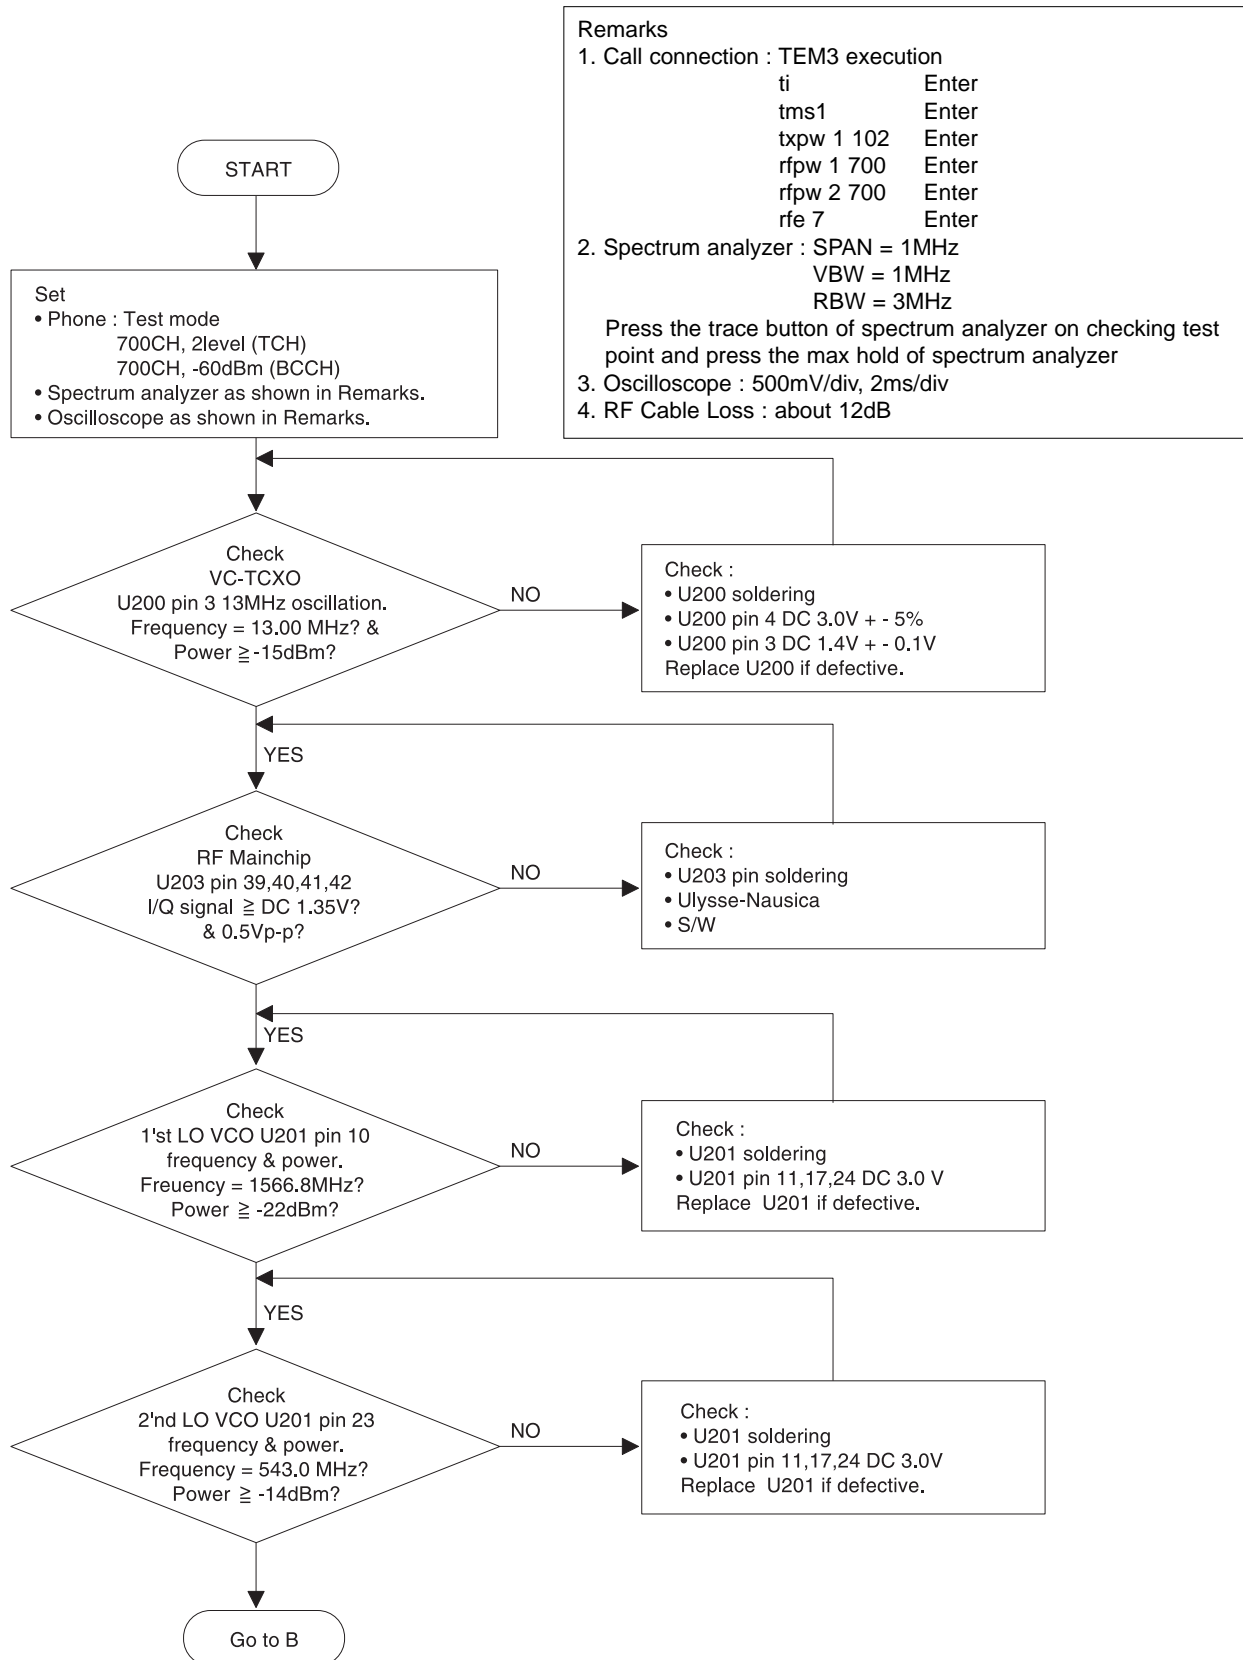 Remarks
1. Call connection : TEM3 execution
ti Enter
tms1 Enter
txpw 1 102 Enter
rfpw 1 700 Enter
rfpw 2 700 Enter
rfe 7 Enter
2. Spectrum analyzer : SPAN = 1MHz
VBW = 1MHz
RBW = 3MHz
Press the trace button of spectrum analyzer on checking test
point and press the max hold of spectrum analyzer
3. Oscilloscope : 500mV/div, 2ms/div
4. RF Cable Loss : about 12dB
START
Set
• Phone : Test mode
700CH, 2level (TCH)
700CH, -60dBm (BCCH)
• Spectrum analyzer as shown in Remarks.
• Oscilloscope as shown in Remarks.
Check
VC-TCXO
U200 pin 3 13MHz oscillation.
Frequency = 13.00 MHz? &
Power ≧ -15dBm?
NO
Check :
• U200 soldering
• U200 pin 4 DC 3.0V + - 5%
• U200 pin 3 DC 1.4V + - 0.1V
Replace U200 if defective.
YES
Check
RF Mainchip
U203 pin 39,40,41,42
I/Q signal ≧ DC 1.35V?
& 0.5Vp-p?
NO
Check :
• U203 pin soldering
• Ulysse-Nausica
• S/W
YES
Check
1'st LO VCO U201 pin 10
frequency & power.
Freuency = 1566.8MHz?
Power ≧ -22dBm?
NO
Check :
• U201 soldering
• U201 pin 11,17,24 DC 3.0 V
Replace U201 if defective.
YES
Check
2'nd LO VCO U201 pin 23
frequency & power.
Frequency = 543.0 MHz?
Power ≧ -14dBm?
NO
Check :
• U201 soldering
• U201 pin 11,17,24 DC 3.0V
Replace U201 if defective.
Go to B